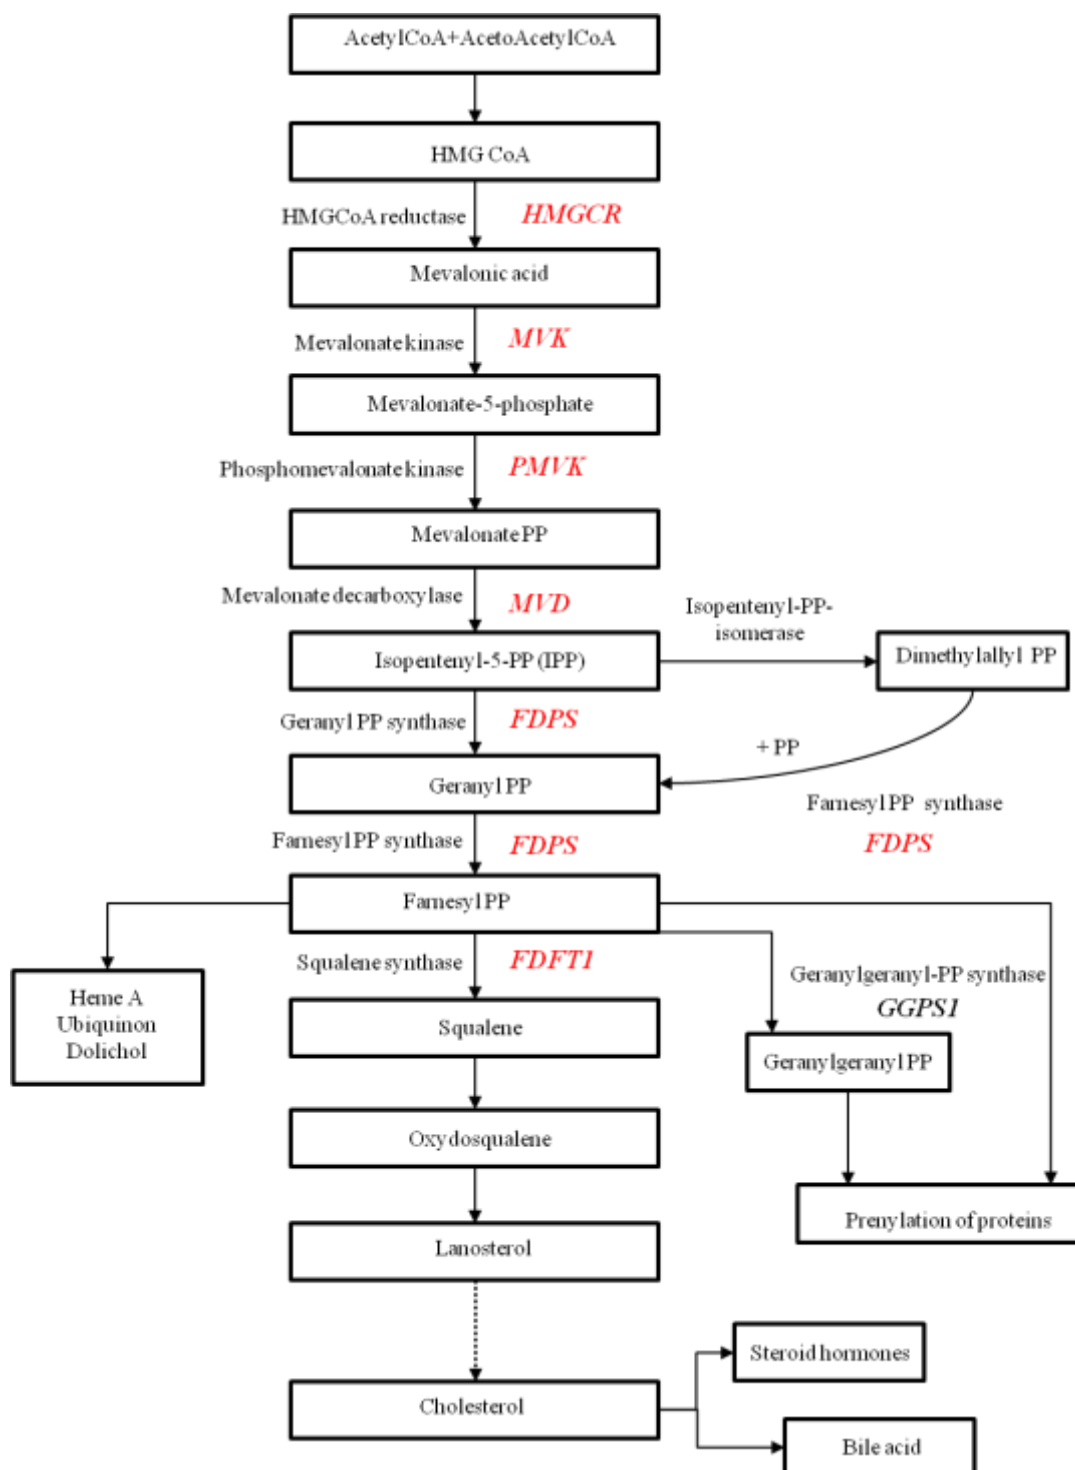 AcetylCoA+AcetoAcetylCoA
HMG CoA
HMGCoA reductase
HMGCR
Mevalonic acid
Mevalonate kinase
MVK
Mevalonate-5-phosphate
Phosphomevalonate kinase
PMVK
Mevalonate PP
Mevalonate decarboxylase
MVD
Isopentenyl-PP-
isomerase
Isopentenyl-5-PP (IPP)
Dimethylallyl PP
Geranyl PP synthase
FDPS
+ PP
Geranyl PP
Farnesyl PP synthase
FDPS
Farnesyl PP synthase
FDPS
Farnesyl PP
Squalene synthase
FDFT1
Geranylgeranyl-PP synthase
GGPS1
Heme A
Ubiquinon
Dolichol
Squalene
Geranylgeranyl PP
Oxydosqualene
Prenylation of proteins
Lanosterol
Steroid hormones
Cholesterol
Bile acid